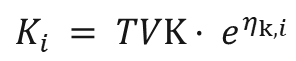 K_i = TVK · e^{η_{k,i}}